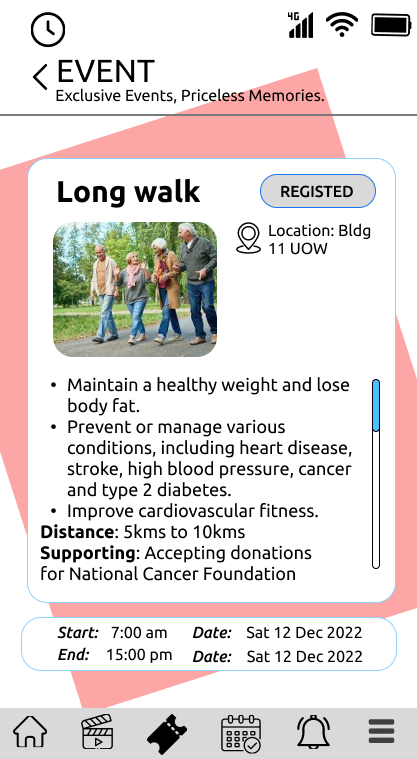 4G
EVENT
Exclusive Events, Priceless Memories.
Long walk
REGISTED
Location: Bldg
11 UOW
• Maintain a healthy weight and lose
body fat.
• Prevent or manage various
conditions, including heart disease,
stroke, high blood pressure, cancer
and type 2 diabetes.
• Improve cardiovascular fitness.
Distance: 5kms to 10kms
Supporting: Accepting donations
for National Cancer Foundation
Start: 7:00 am Date: Sat 12 Dec 2022
End: 15:00 pm Date: Sat 12 Dec 2022